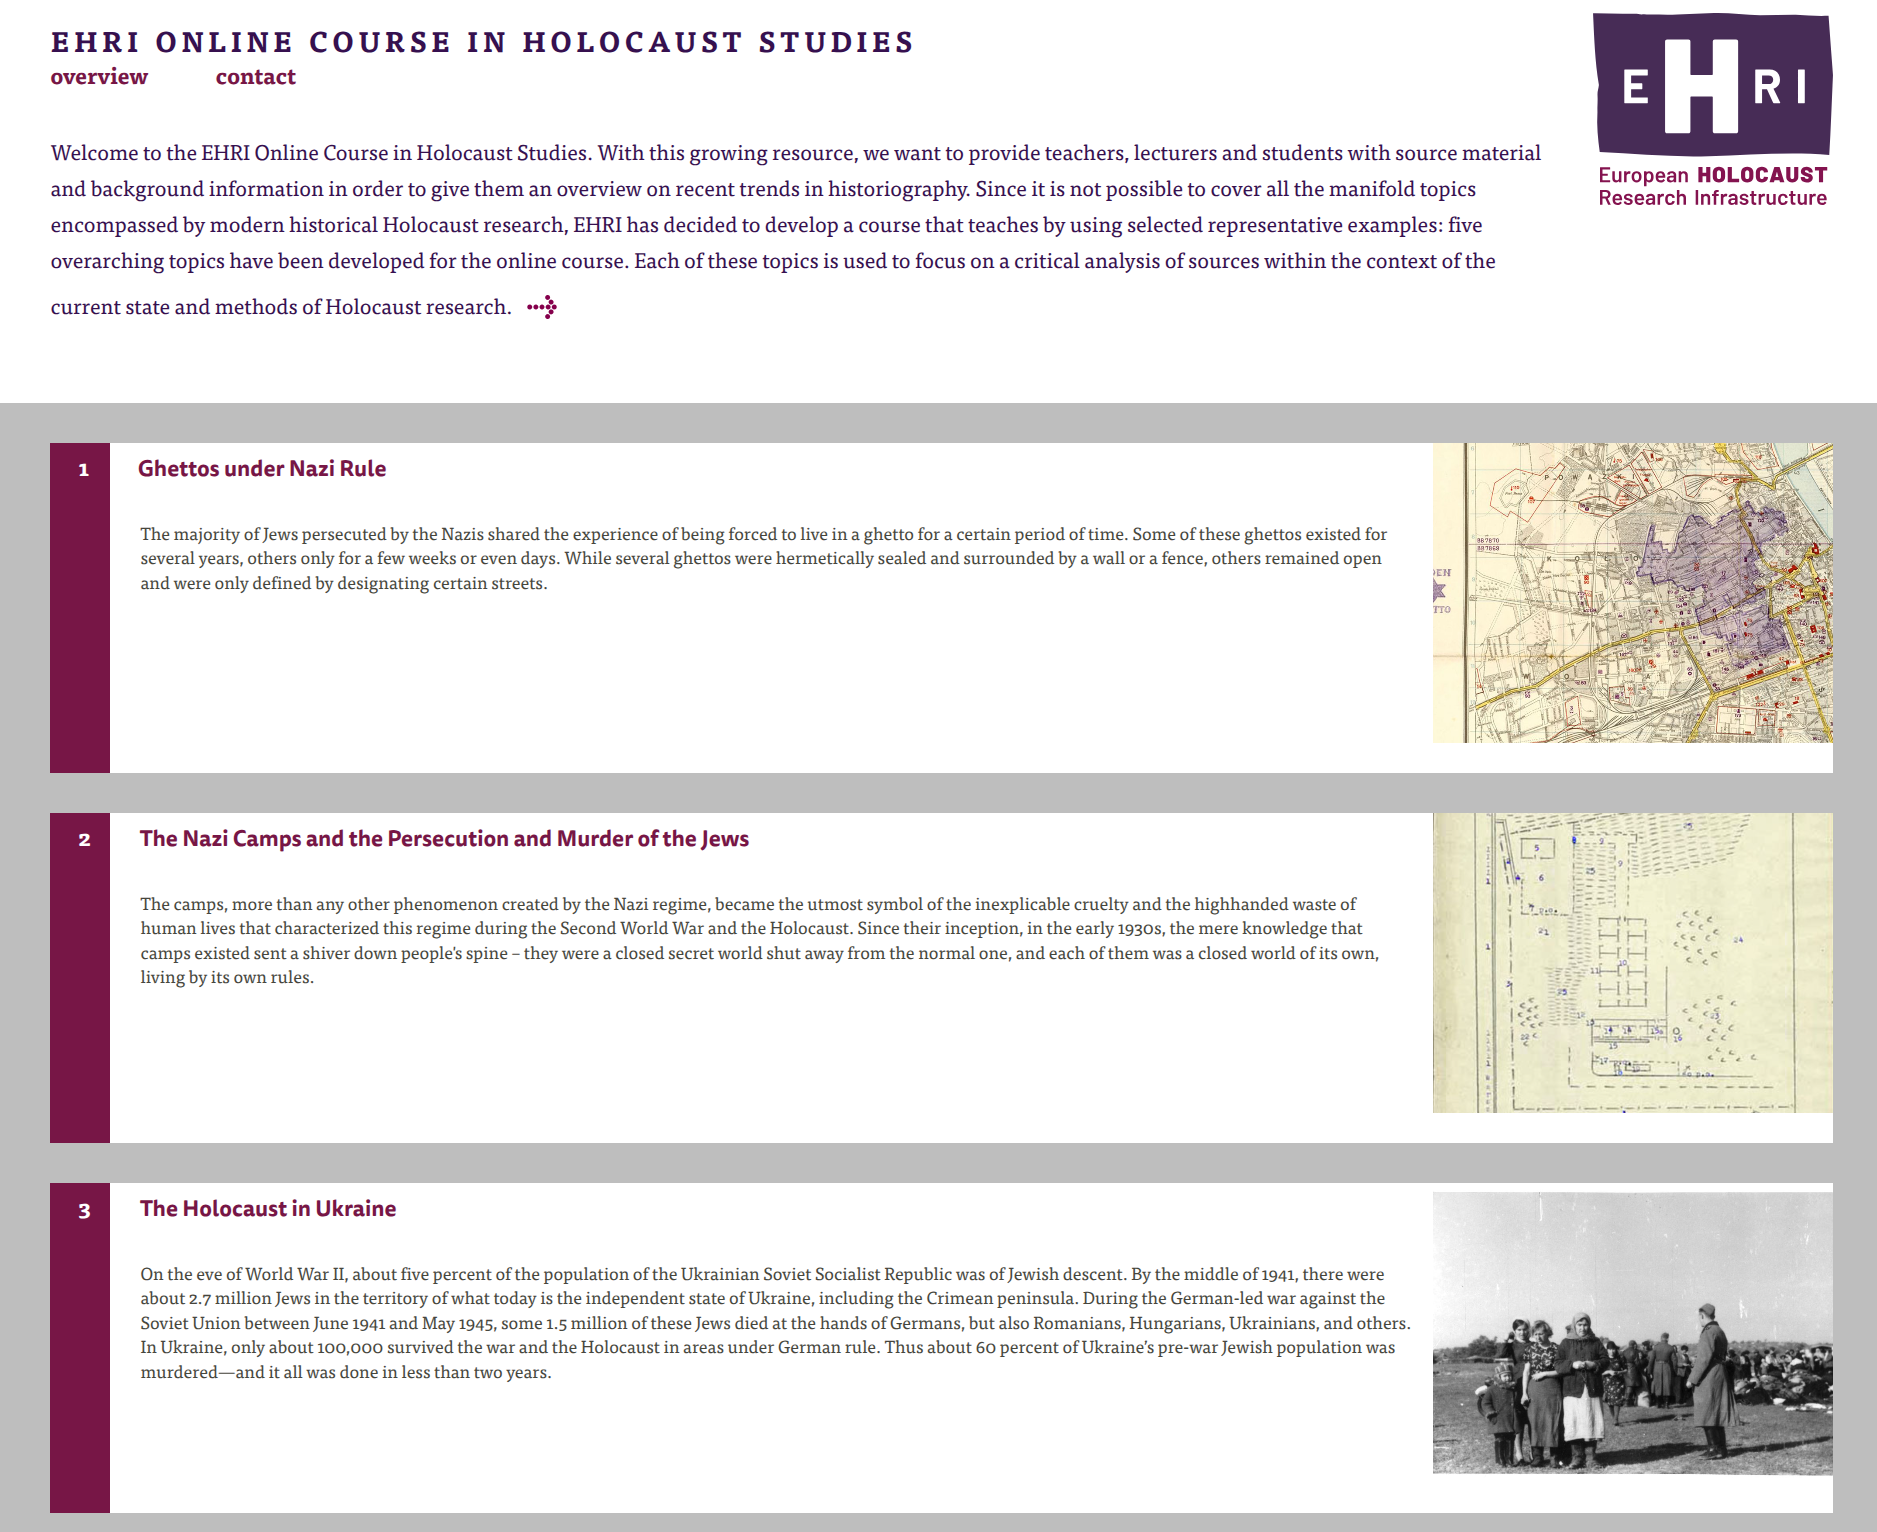 EHRI ONLINE COURSE IN HOLOCAUST STUDIES
overview contact
E H R I
European HOLOCAUST
Research Infrastructure
Welcome to the EHRI Online Course in Holocaust Studies. With this growing resource, we want to provide teachers, lecturers and students with source material
and background information in order to give them an overview on recent trends in historiography. Since it is not possible to cover all the manifold topics
encompassed by modern historical Holocaust research, EHRI has decided to develop a course that teaches by using selected representative examples: five
overarching topics have been developed for the online course. Each of these topics is used to focus on a critical analysis of sources within the context of the
current state and methods of Holocaust research.
1 Ghettos under Nazi Rule
The majority of Jews persecuted by the Nazis shared the experience of being forced to live in a ghetto for a certain period of time. Some of these ghettos existed for
several years, others only for a few weeks or even days. While several ghettos were hermetically sealed and surrounded by a wall or a fence, others remained open
and were only defined by designating certain streets.
2 The Nazi Camps and the Persecution and Murder of the Jews
The camps, more than any other phenomenon created by the Nazi regime, became the utmost symbol of the inexplicable cruelty and the highhanded waste of
human lives that characterized this regime during the Second World War and the Holocaust. Since their inception, in the early 1930s, the mere knowledge that
camps existed sent a shiver down people's spine – they were a closed secret world shut away from the normal one, and each of them was a closed world of its own,
living by its own rules.
3 The Holocaust in Ukraine
On the eve of World War II, about five percent of the population of the Ukrainian Soviet Socialist Republic was of Jewish descent. By the middle of 1941, there were
about 2.7 million Jews in the territory of what today is the independent state of Ukraine, including the Crimean peninsula. During the German-led war against the
Soviet Union between June 1941 and May 1945, some 1.5 million of these Jews died at the hands of Germans, but also Romanians, Hungarians, Ukrainians, and others.
In Ukraine, only about 100,000 survived the war and the Holocaust in areas under German rule. Thus about 60 percent of Ukraine's pre-war Jewish population was
murdered—and it all was done in less than two years.